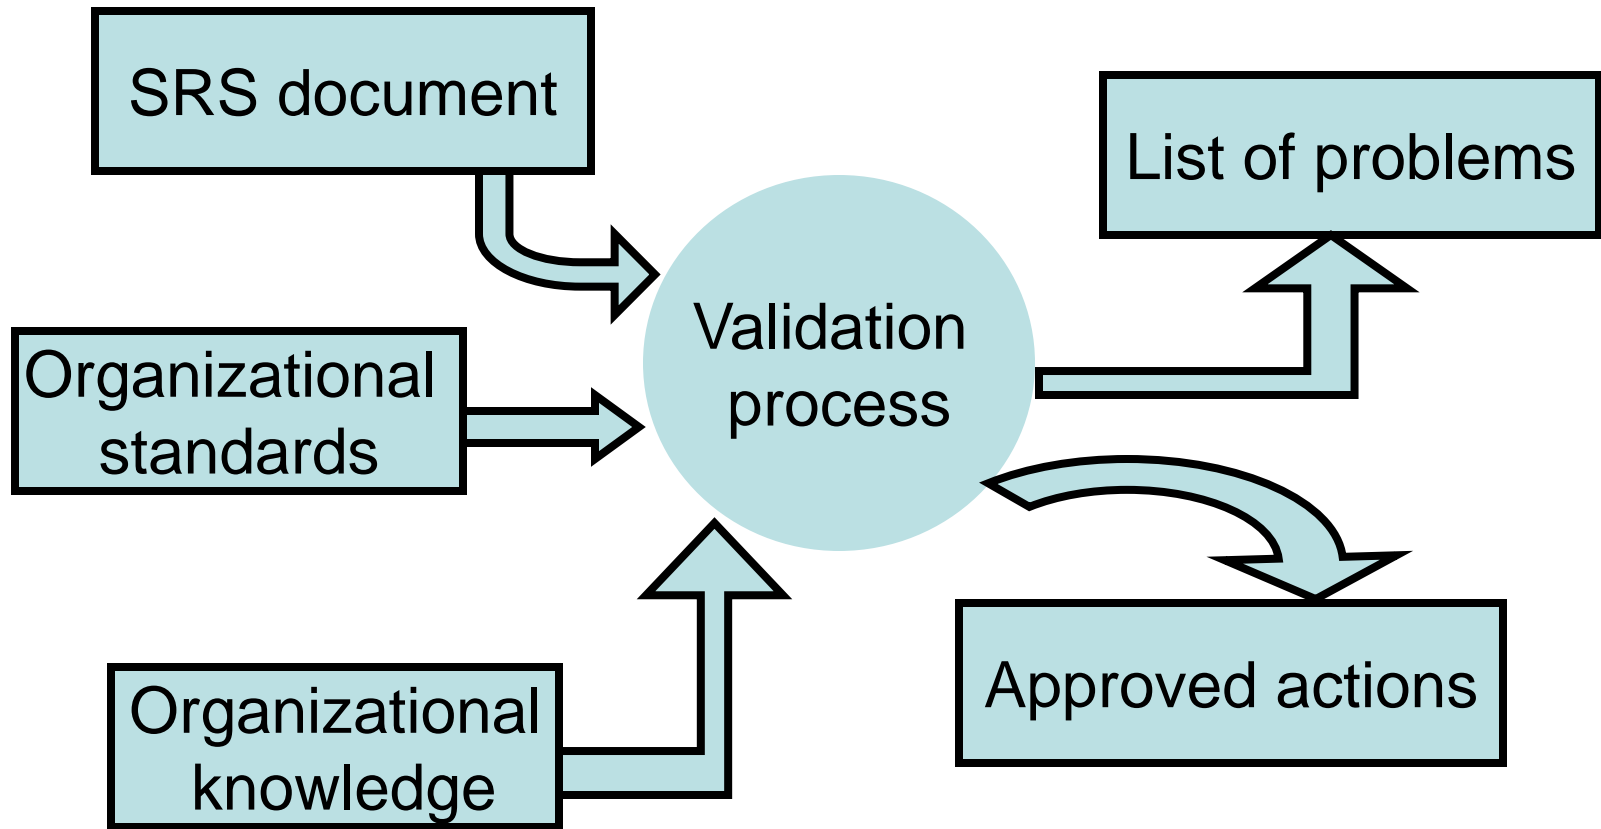 SRS document
List of problems
Validation
process
Organizational
standards
Organizational
knowledge
Approved actions